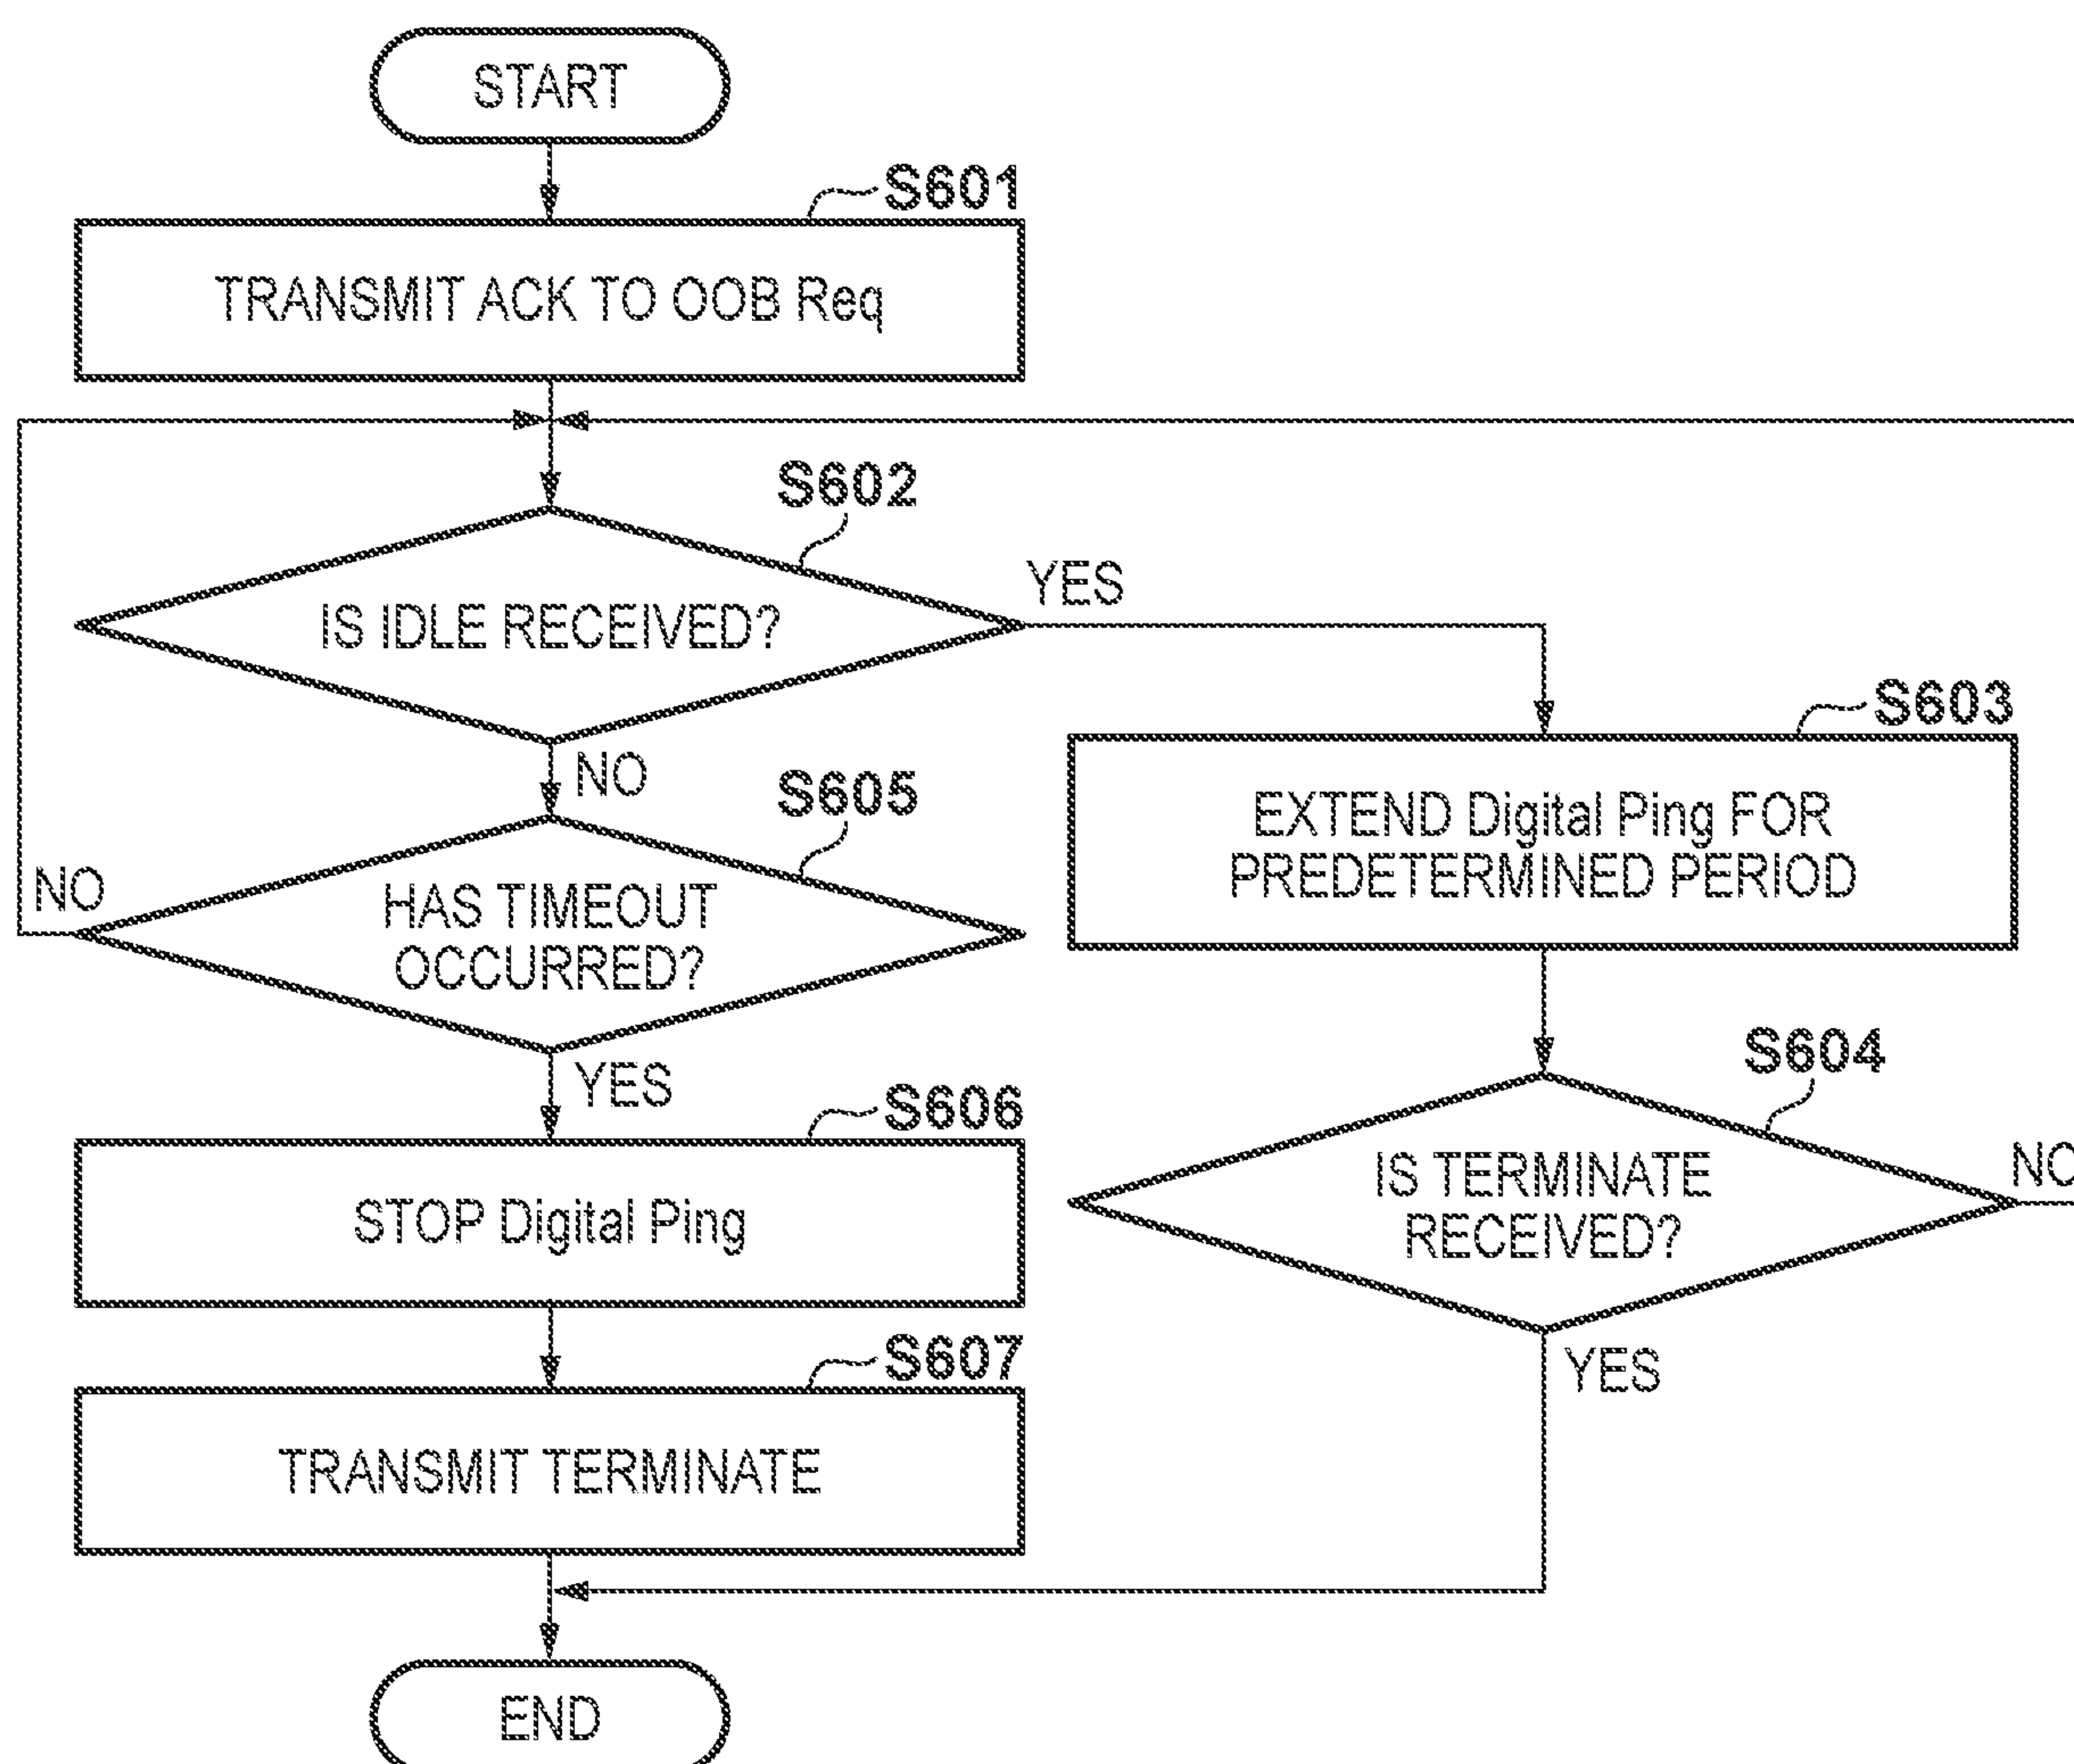 START
S601
TRANSMIT ACK TO OOB Req
S602
IS IDLE RECEIVED?
YES
S603
EXTEND Digital Ping FOR
PREDETERMINED PERIOD
NO
S605
HAS TIMEOUT
OCCURRED?
NO
YES
S604
IS TERMINATE
RECEIVED?
NO
YES
S606
STOP Digital Ping
S607
TRANSMIT TERMINATE
END